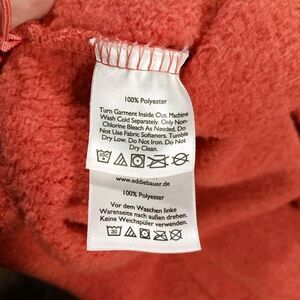 100% Polyester
Turn Garment Inside Out. Machine
Wash Cold Separately. Only Non-
Chlorine Bleach As Needed. Do
Not Use Fabric Softeners. Tumble
Dry Low. Do Not Iron. Do Not
Dry Clean.
www.eddiebauer.de
100% Polyester
Vor dem Waschen linke
Warenseite nach außen drehen.
Keine Weichspüler verwenden.
30